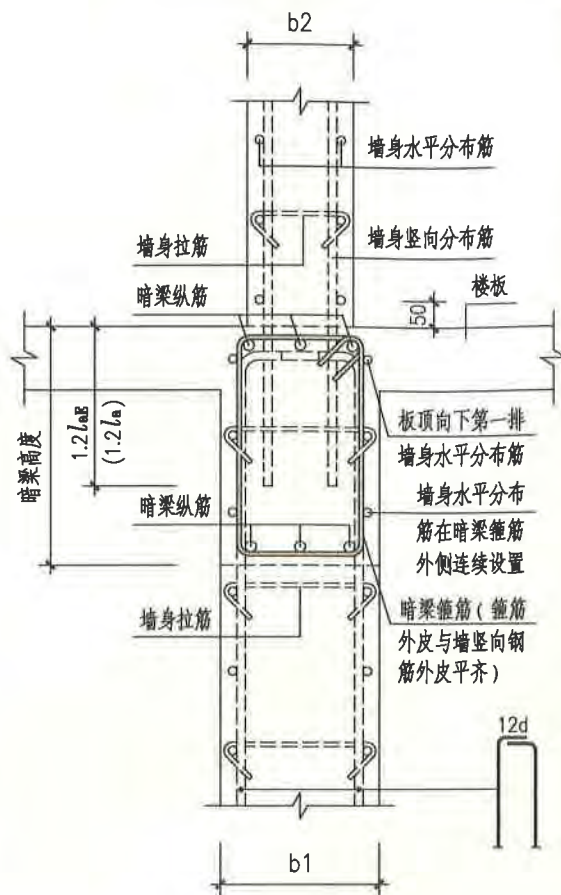 b2
墙身水平分布筋
墙身拉筋
墙身竖向分布筋
暗梁纵筋
50
楼板
暗梁高度
1.2laE
(1.2la)
板顶向下第一排
墙身水平分布筋
暗梁纵筋
墙身水平分布
筋在暗梁箍筋
外侧连续设置
墙身拉筋
暗梁箍筋(箍筋
外皮与墙竖向钢
筋外皮平齐)
12d
b1